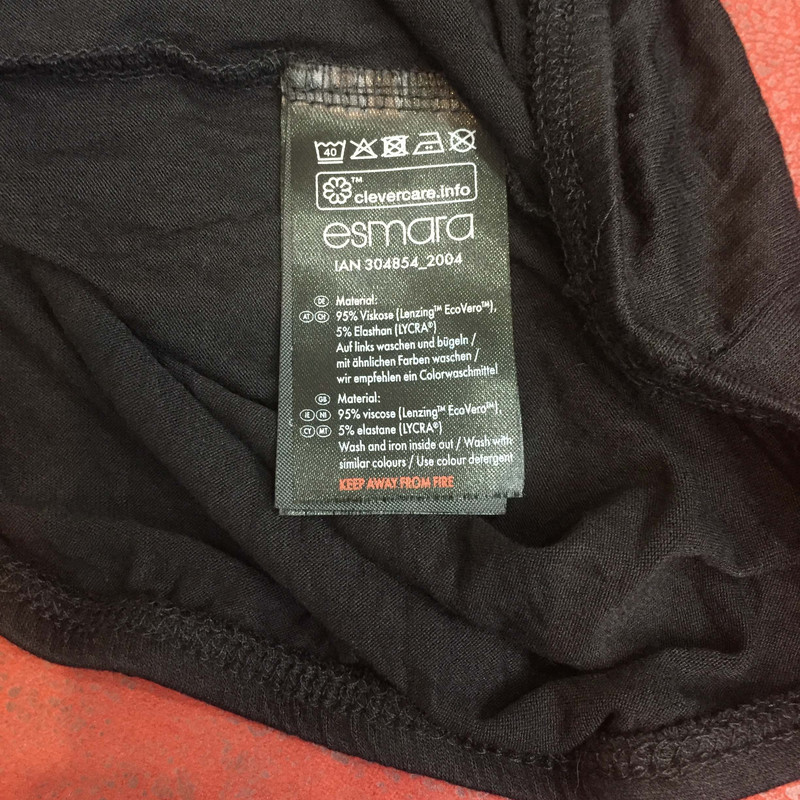 40
™ clevercare.info
esmara
IAN 304854_2004
DE Material:
AT CH 95% Viskose (Lenzing™ EcoVero™),
5% Elasthan (LYCRA®)
Auf links waschen und bügeln /
mit ähnlichen Farben waschen /
wir empfehlen ein Colorwaschmittel
GB Material:
IE NI 95% viscose (Lenzing™ EcoVero™),
CY MT 5% elastane (LYCRA®)
Wash and iron inside out / Wash with
similar colours / Use colour detergent
KEEP AWAY FROM FIRE